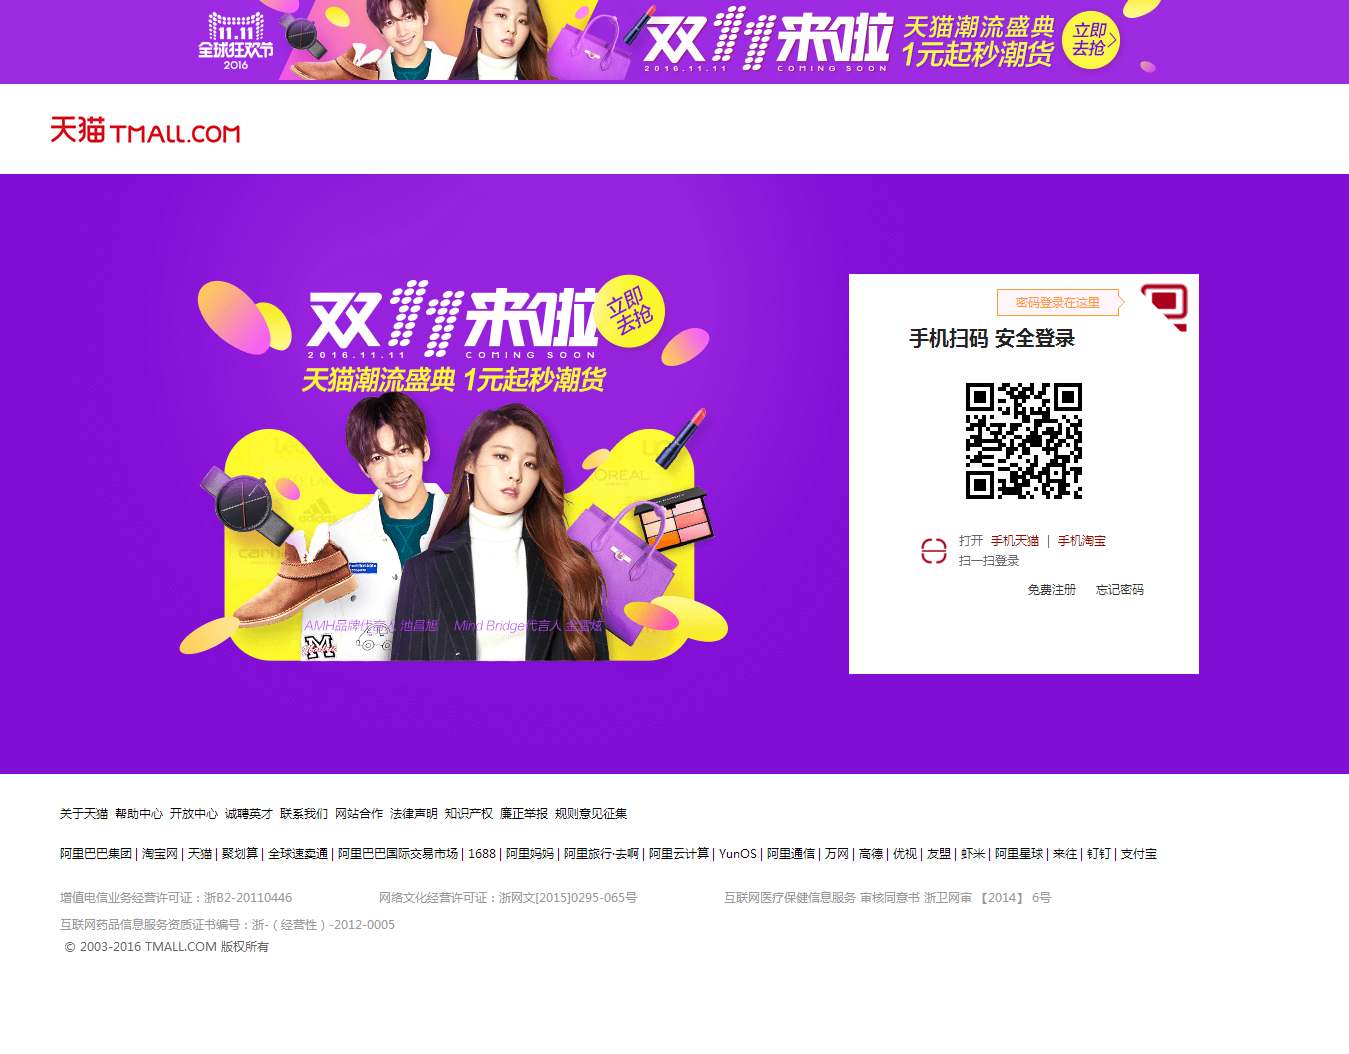 11.11
全球狂欢节
2016
双11来啦
2016.11.11 COMING SOON
天猫潮流盛典
1元起秒潮货
立即
去抢
天猫 TMALL.COM
双11来啦
2016.11.11 COMING SOON
立即
去抢
天猫潮流盛典 1元起秒潮货
adidas
AMH品牌代言人 池昌旭 Mind Bridge代言人 金雪炫
密码登录在这里
手机扫码 安全登录
打开 手机天猫 | 手机淘宝
扫一扫登录
免费注册 忘记密码
关于天猫 帮助中心 开放中心 诚聘英才 联系我们 网站合作 法律声明 知识产权 廉正举报 规则意见征集
阿里巴巴集团 | 淘宝网 | 天猫 | 聚划算 | 全球速卖通 | 阿里巴巴国际交易市场 | 1688 | 阿里妈妈 | 阿里旅行·去啊 | 阿里云计算 | YunOS | 阿里通信 | 万网 | 高德 | 优视 | 友盟 | 虾米 | 阿里星球 | 来往 | 钉钉 | 支付宝
增值电信业务经营许可证：浙B2-20110446 网络文化经营许可证：浙网文[2015]0295-065号 互联网医疗保健信息服务 审核同意书 浙卫网审 【2014】 6号
互联网药品信息服务资质证书编号：浙-（经营性）-2012-0005
© 2003-2016 TMALL.COM 版权所有